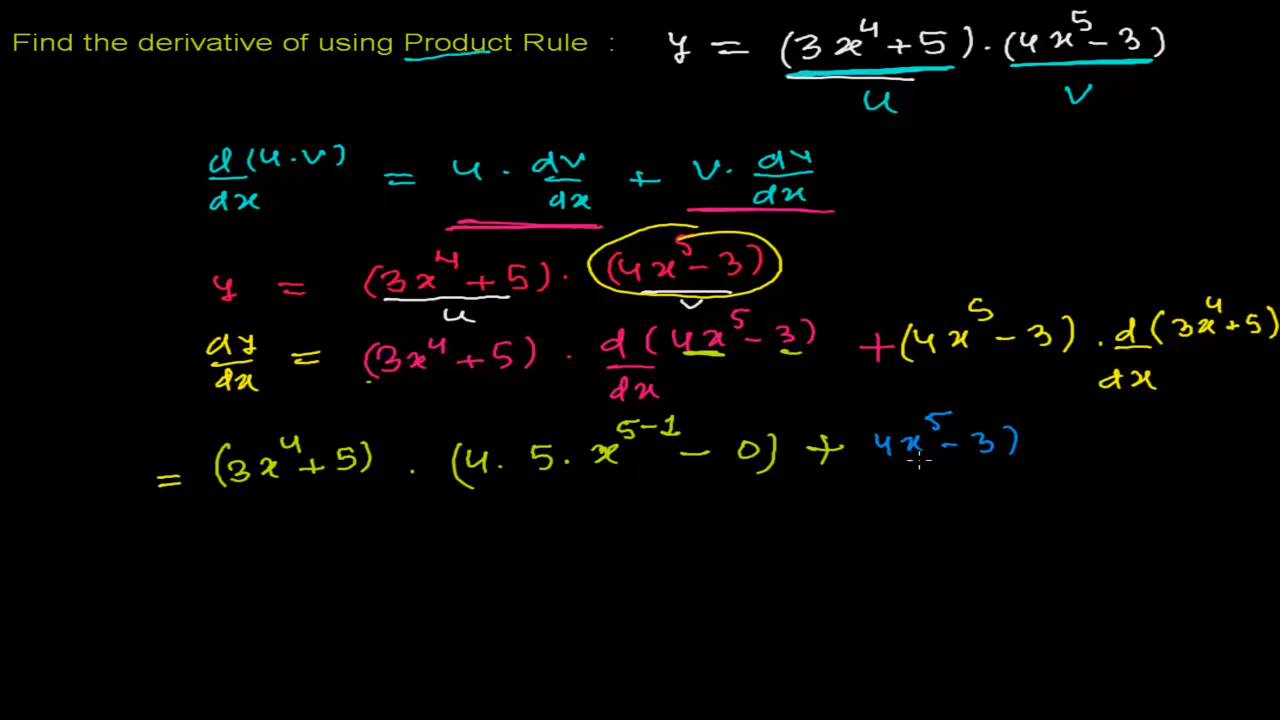 Find the derivative of using Product Rule : y = (3x⁴+5)·(4x⁵-3)
u v
d/dx (u·v) = u · dv/dx + v · du/dx
y = (3x⁴+5)·(4x⁵-3)
u v
dy/dx = (3x⁴+5) · d/dx (4x⁵-3) + (4x⁵-3) · d/dx (3x⁴+5)
= (3x⁴+5) · (4·5·x⁵⁻¹ - 0) + 4x⁵-3)